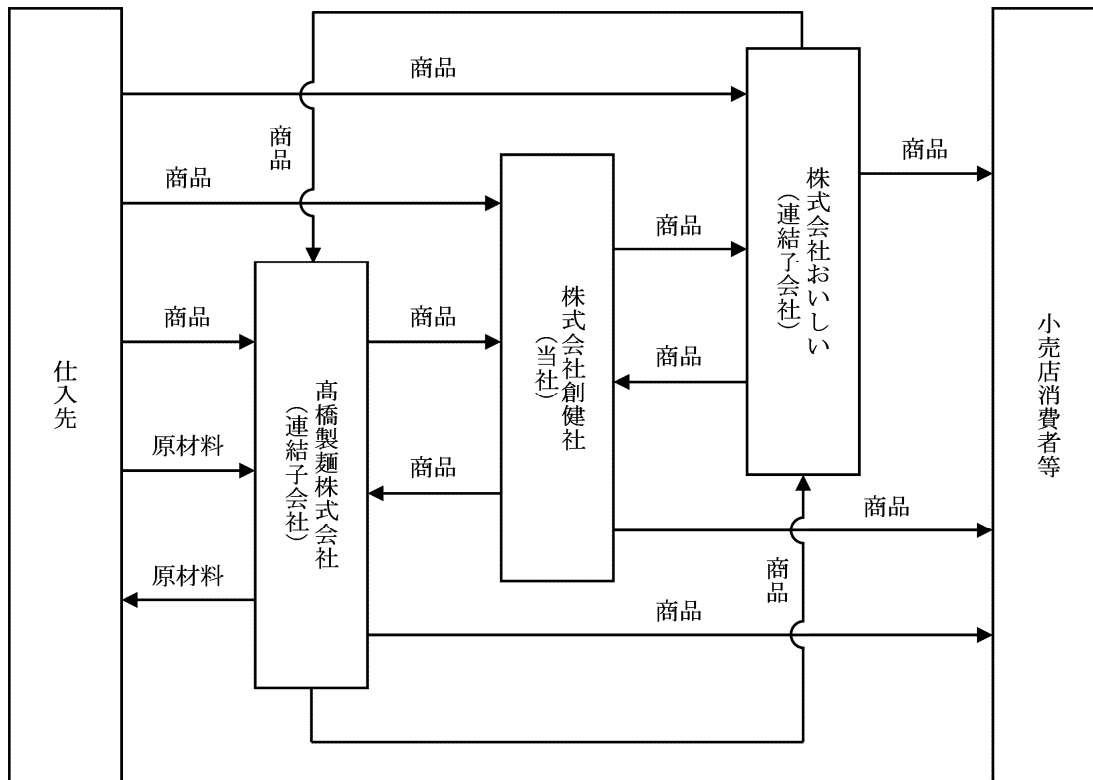 仕入先
商品
商品
商品
原材料
原材料
商品
髙橋製麺株式会社
(連結子会社)
商品
商品
株式会社創健社
(当社)
商品
商品
株式会社おいしい
(連結子会社)
商品
商品
商品
商品
小売店消費者等